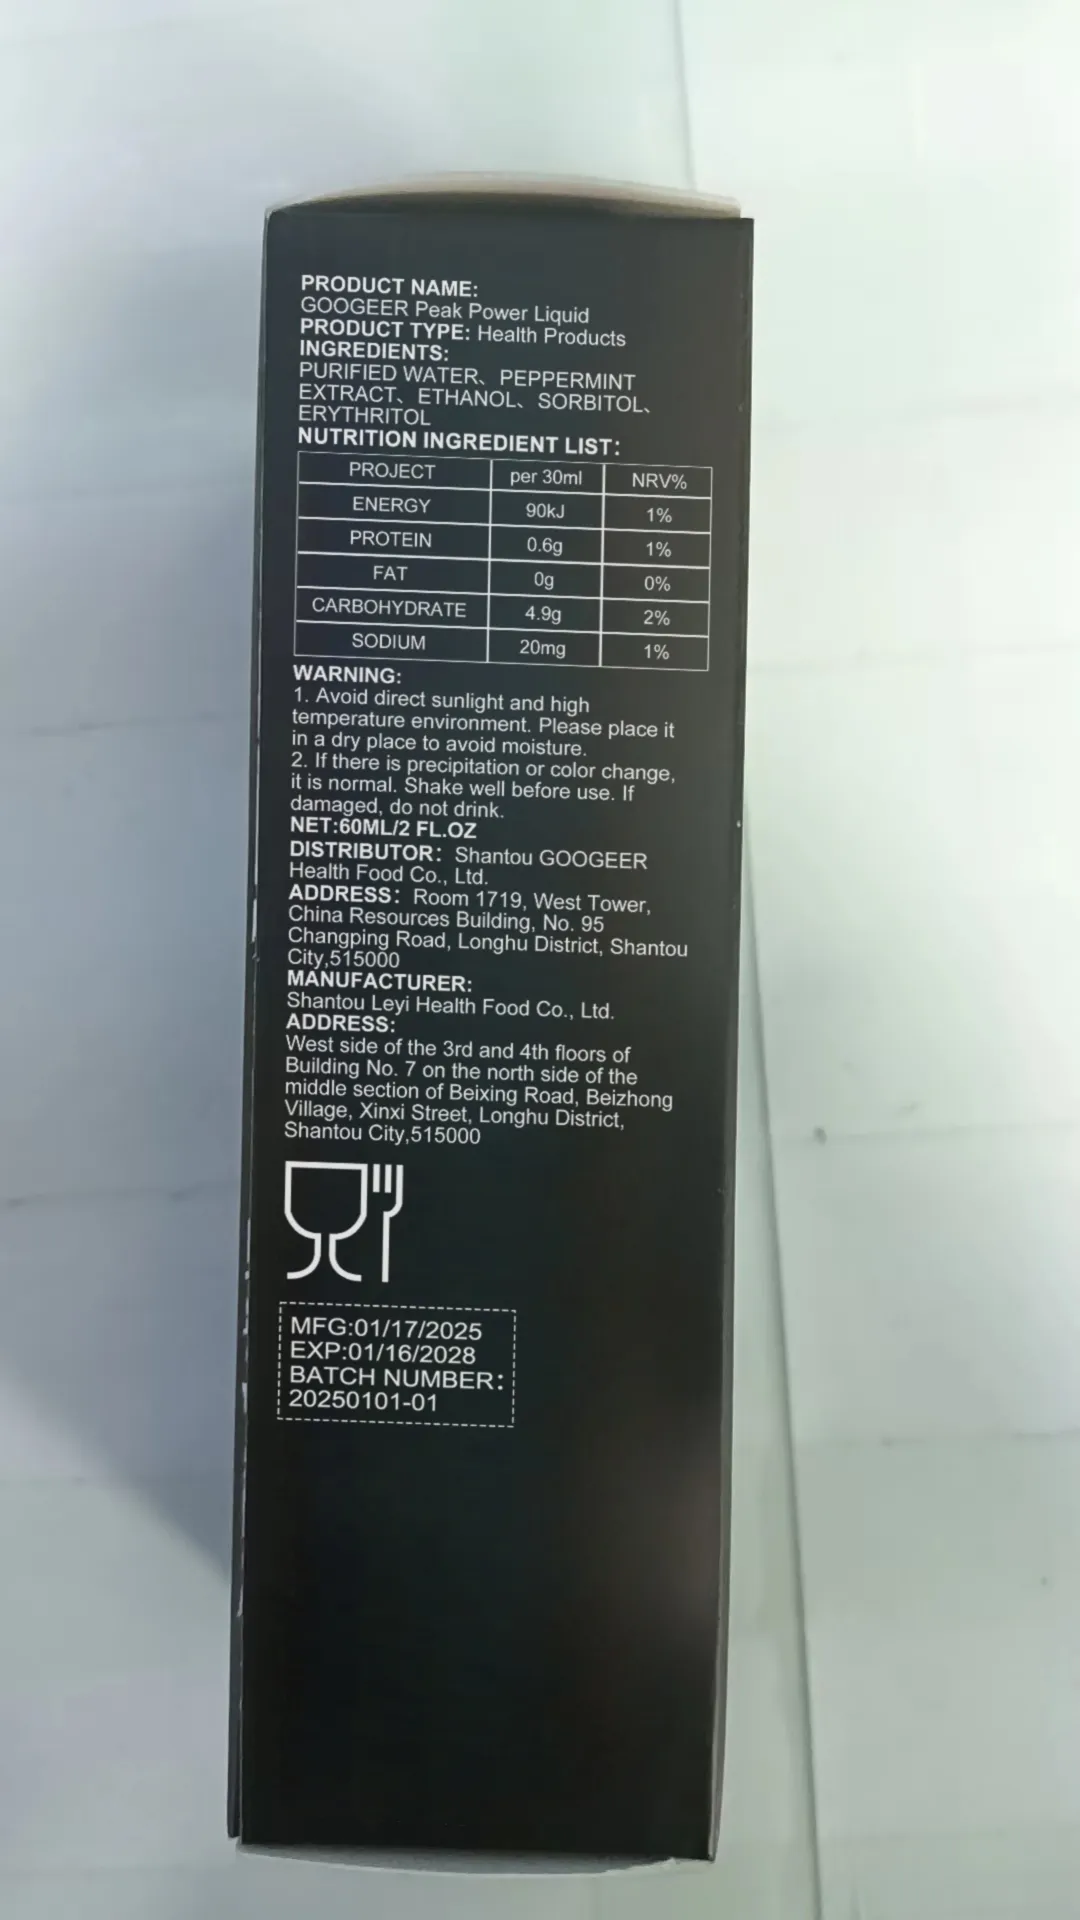 PRODUCT NAME:
GOOGEER Peak Power Liquid
PRODUCT TYPE: Health Products
INGREDIENTS:
PURIFIED WATER、PEPPERMINT
EXTRACT、ETHANOL、SORBITOL、
ERYTHRITOL
NUTRITION INGREDIENT LIST：
PROJECT per 30ml NRV%
ENERGY 90kJ 1%
PROTEIN 0.6g 1%
FAT 0g 0%
CARBOHYDRATE 4.9g 2%
SODIUM 20mg 1%
WARNING:
1. Avoid direct sunlight and high
temperature environment. Please place it
in a dry place to avoid moisture.
2. If there is precipitation or color change,
it is normal. Shake well before use. If
damaged, do not drink.
NET:60ML/2 FL.OZ
DISTRIBUTOR：Shantou GOOGEER
Health Food Co., Ltd.
ADDRESS：Room 1719, West Tower,
China Resources Building, No. 95
Changping Road, Longhu District, Shantou
City,515000
MANUFACTURER:
Shantou Leyi Health Food Co., Ltd.
ADDRESS:
West side of the 3rd and 4th floors of
Building No. 7 on the north side of the
middle section of Beixing Road, Beizhong
Village, Xinxi Street, Longhu District,
Shantou City,515000
MFG:01/17/2025
EXP:01/16/2028
BATCH NUMBER：
20250101-01